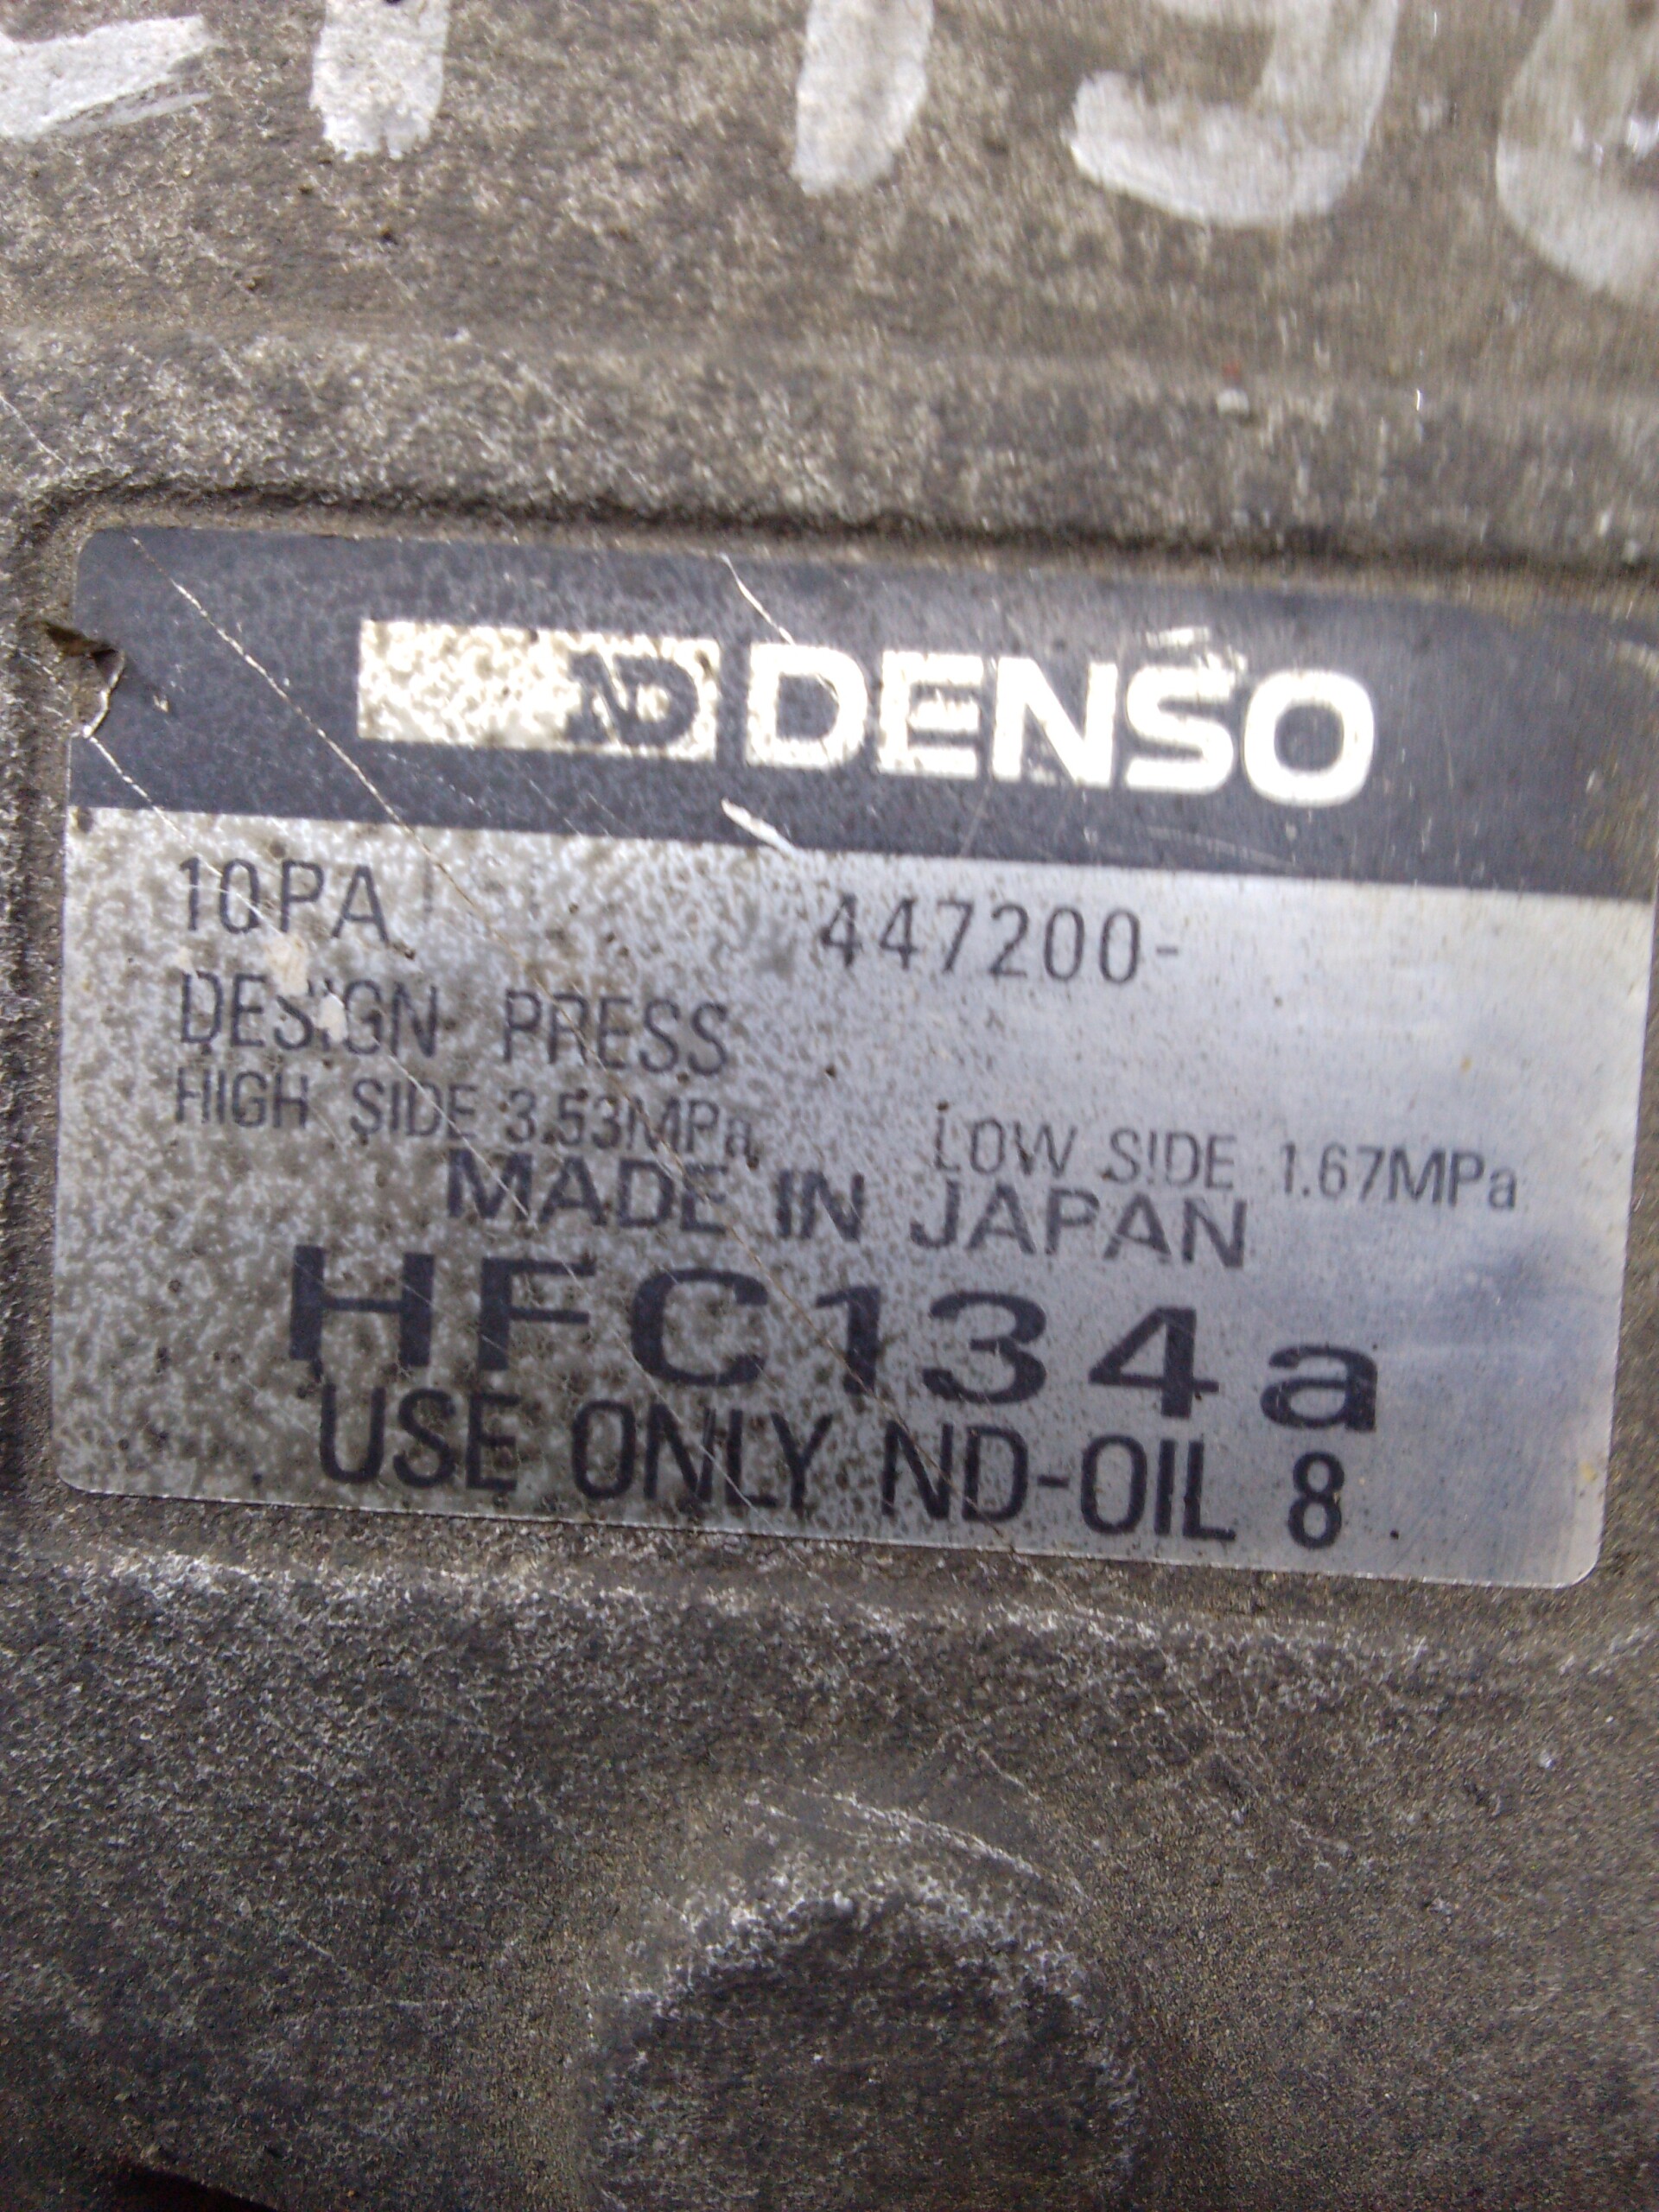 ND DENSO
10PA 447200-
DESIGN PRESS
HIGH SIDE 3.53MPa LOW SIDE 1.67MPa
MADE IN JAPAN
HFC134a
USE ONLY ND-OIL 8